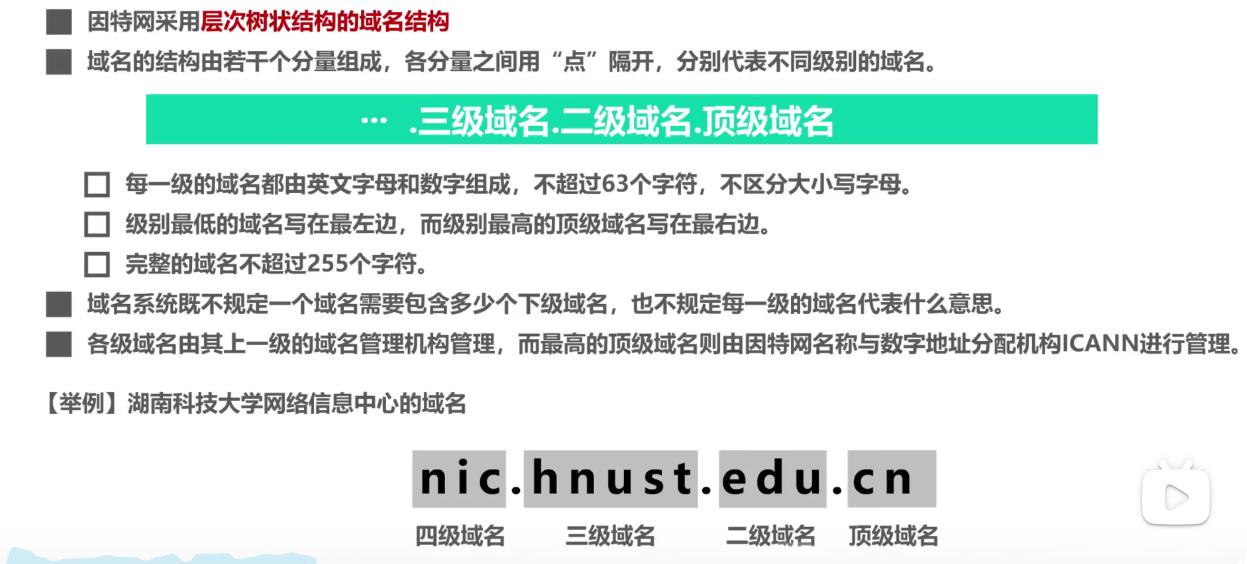 因特网采用层次树状结构的域名结构
域名的结构由若干个分量组成，各分量之间用“点”隔开，分别代表不同级别的域名。
… .三级域名.二级域名.顶级域名
每一级的域名都由英文字母和数字组成，不超过63个字符，不区分大小写字母。
级别最低的域名写在最左边，而级别最高的顶级域名写在最右边。
完整的域名不超过255个字符。
域名系统既不规定一个域名需要包含多少个下级域名，也不规定每一级的域名代表什么意思。
各级域名由其上一级的域名管理机构管理，而最高的顶级域名则由因特网名称与数字地址分配机构ICANN进行管理。
【举例】湖南科技大学网络信息中心的域名
nic.hnust.edu.cn
四级域名 三级域名 二级域名 顶级域名